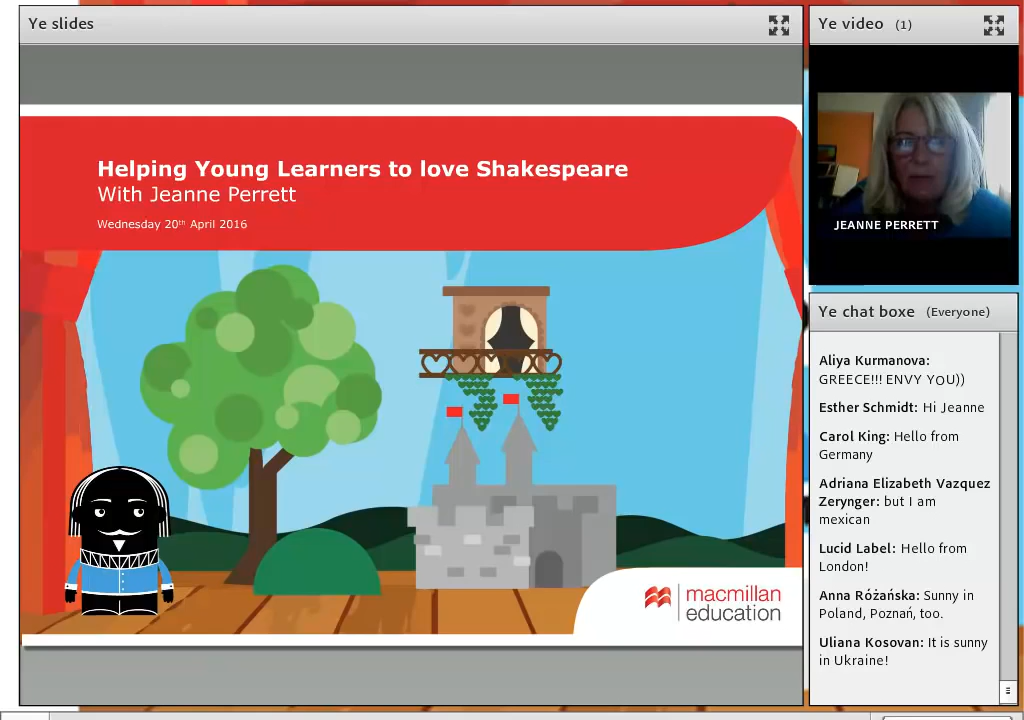 Ye slides
Helping Young Learners to love Shakespeare
With Jeanne Perrett
Wednesday 20th April 2016
macmillan
education
Ye video (1)
JEANNE PERRETT
Ye chat boxe (Everyone)
Aliya Kurmanova:
GREECE!!! ENVY YOU))
Esther Schmidt: Hi Jeanne
Carol King: Hello from
Germany
Adriana Elizabeth Vazquez
Zerynger: but I am
mexican
Lucid Label: Hello from
London!
Anna Różańska: Sunny in
Poland, Poznań, too.
Uliana Kosovan: It is sunny
in Ukraine!